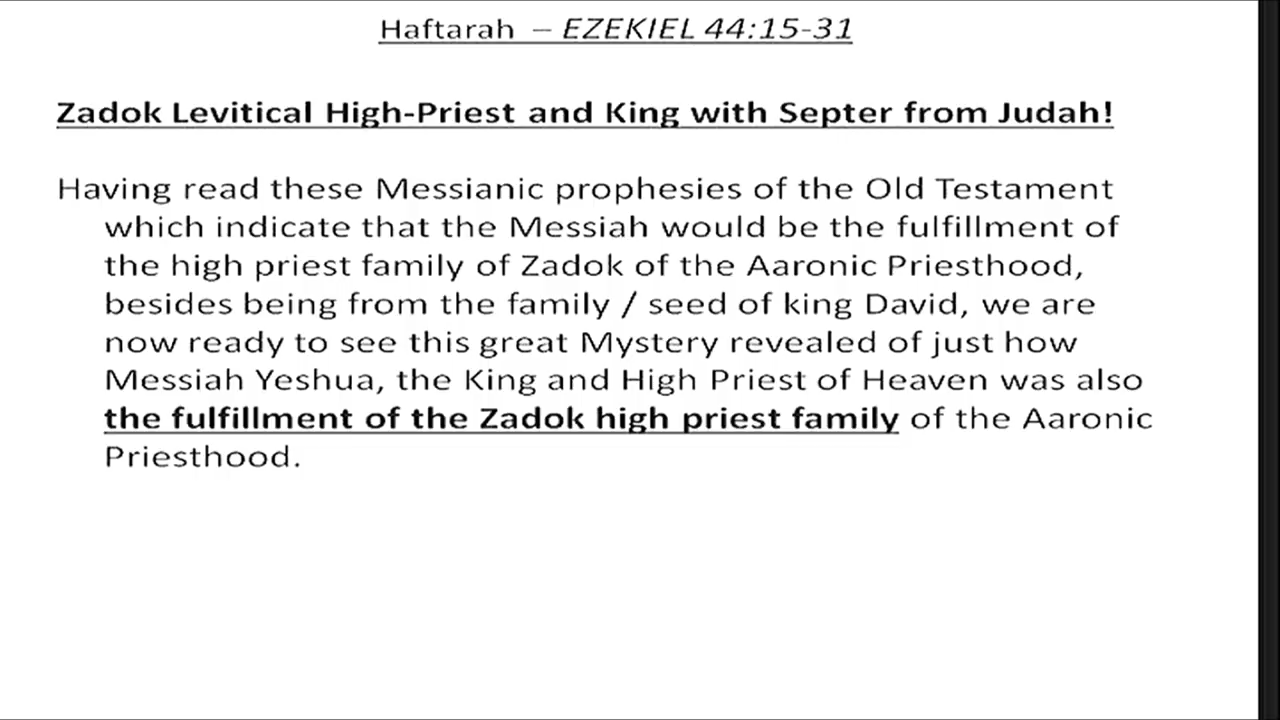 Haftarah – EZEKIEL 44:15-31
Zadok Levitical High-Priest and King with Septer from Judah!
Having read these Messianic prophesies of the Old Testament
which indicate that the Messiah would be the fulfillment of
the high priest family of Zadok of the Aaronic Priesthood,
besides being from the family / seed of king David, we are
now ready to see this great Mystery revealed of just how
Messiah Yeshua, the King and High Priest of Heaven was also
the fulfillment of the Zadok high priest family of the Aaronic
Priesthood.